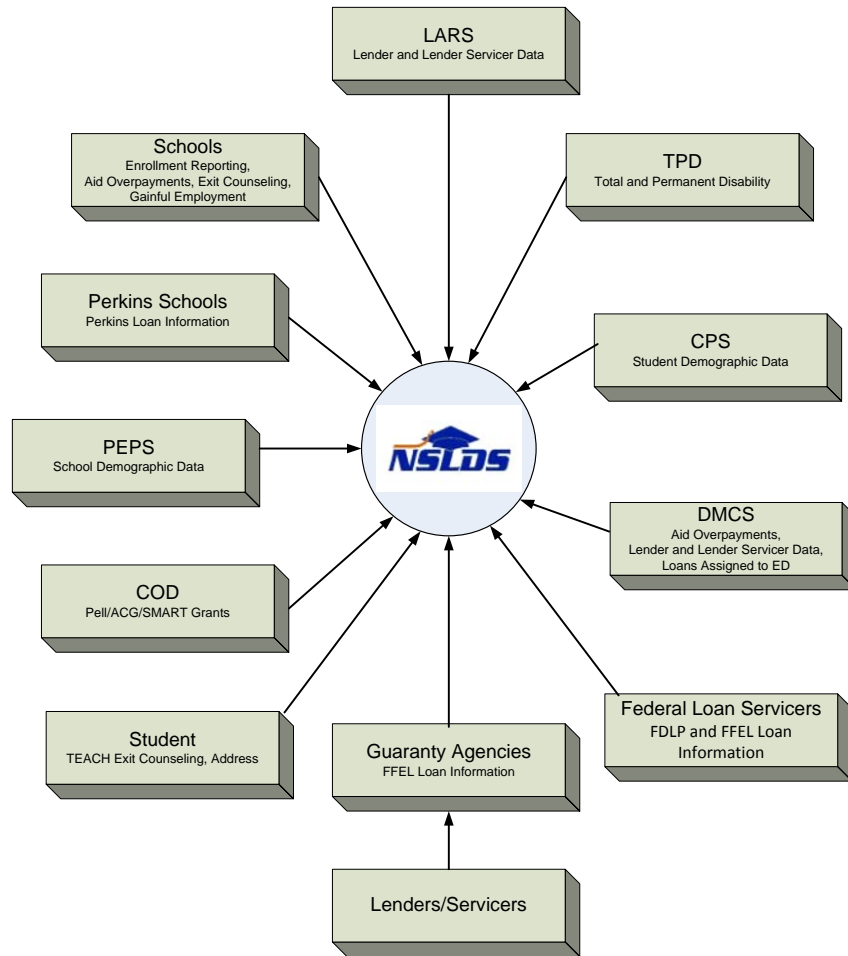 LARS
Lender and Lender Servicer Data
Schools
Enrollment Reporting,
Aid Overpayments, Exit Counseling,
Gainful Employment
TPD
Total and Permanent Disability
Perkins Schools
Perkins Loan Information
CPS
Student Demographic Data
PEPS
School Demographic Data
NSLDS
DMCS
Aid Overpayments,
Lender and Lender Servicer Data,
Loans Assigned to ED
COD
Pell/ACG/SMART Grants
Student
TEACH Exit Counseling, Address
Guaranty Agencies
FFEL Loan Information
Federal Loan Servicers
FDLP and FFEL Loan
Information
Lenders/Servicers